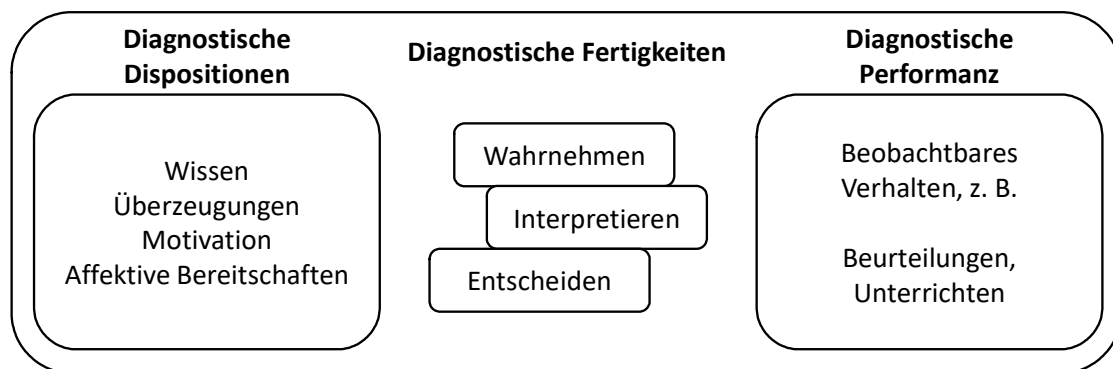 Diagnostische
Dispositionen
Wissen
Überzeugungen
Motivation
Affektive Bereitschaften
Diagnostische Fertigkeiten
Wahrnehmen
Interpretieren
Entscheiden
Diagnostische
Performanz
Beobachtbares
Verhalten, z. B.
Beurteilungen,
Unterrichten